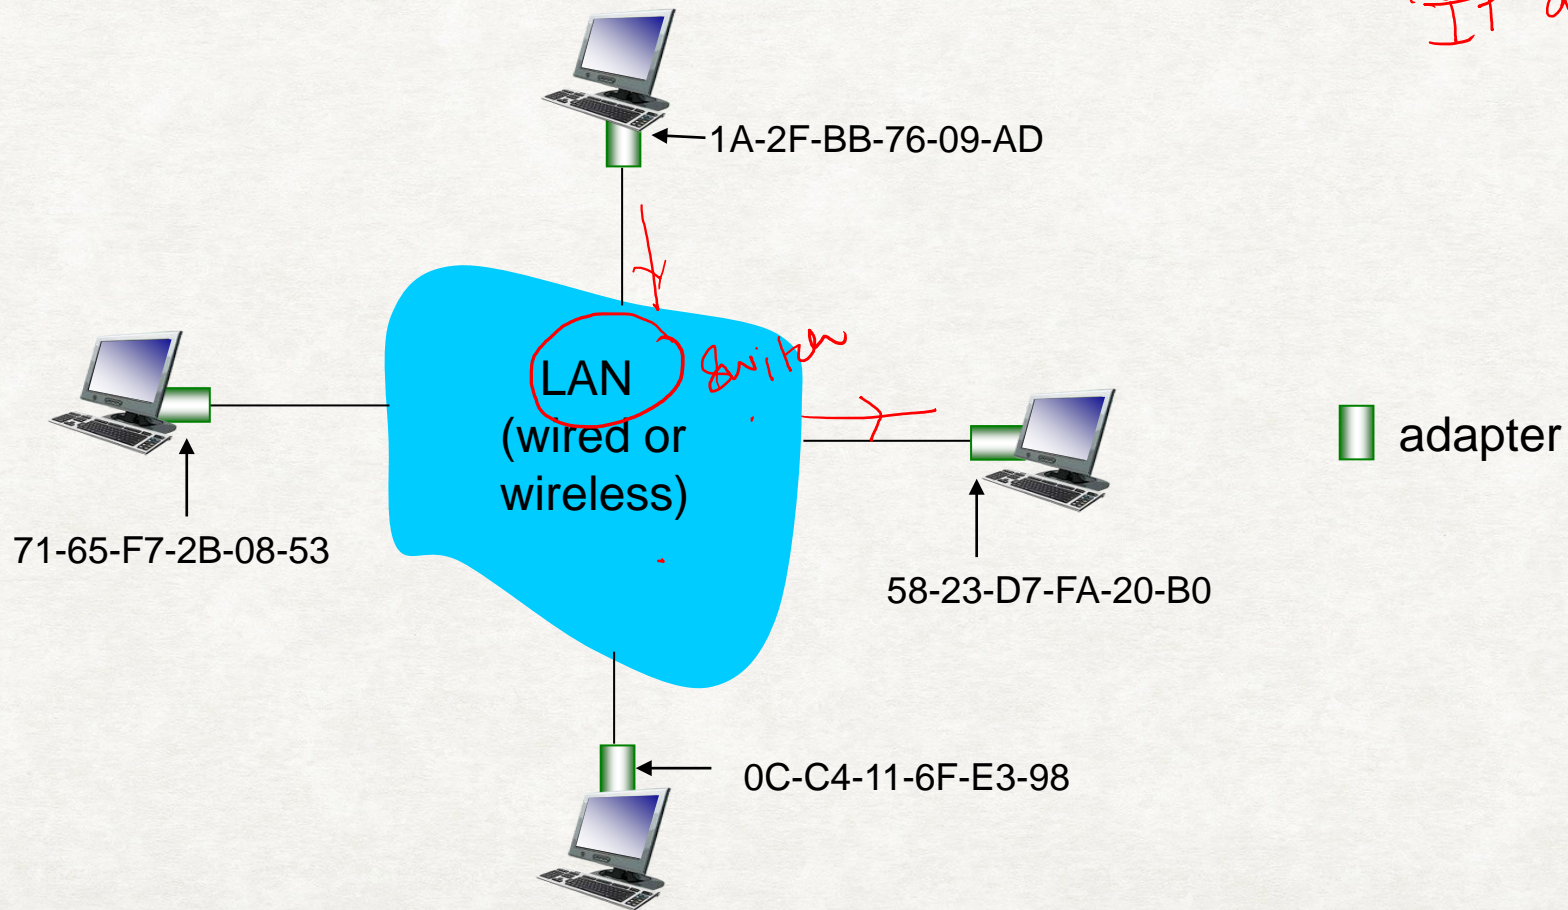 It
1A-2F-BB-76-09-AD
LAN
Switch
(wired or
wireless)
adapter
71-65-F7-2B-08-53
58-23-D7-FA-20-B0
0C-C4-11-6F-E3-98